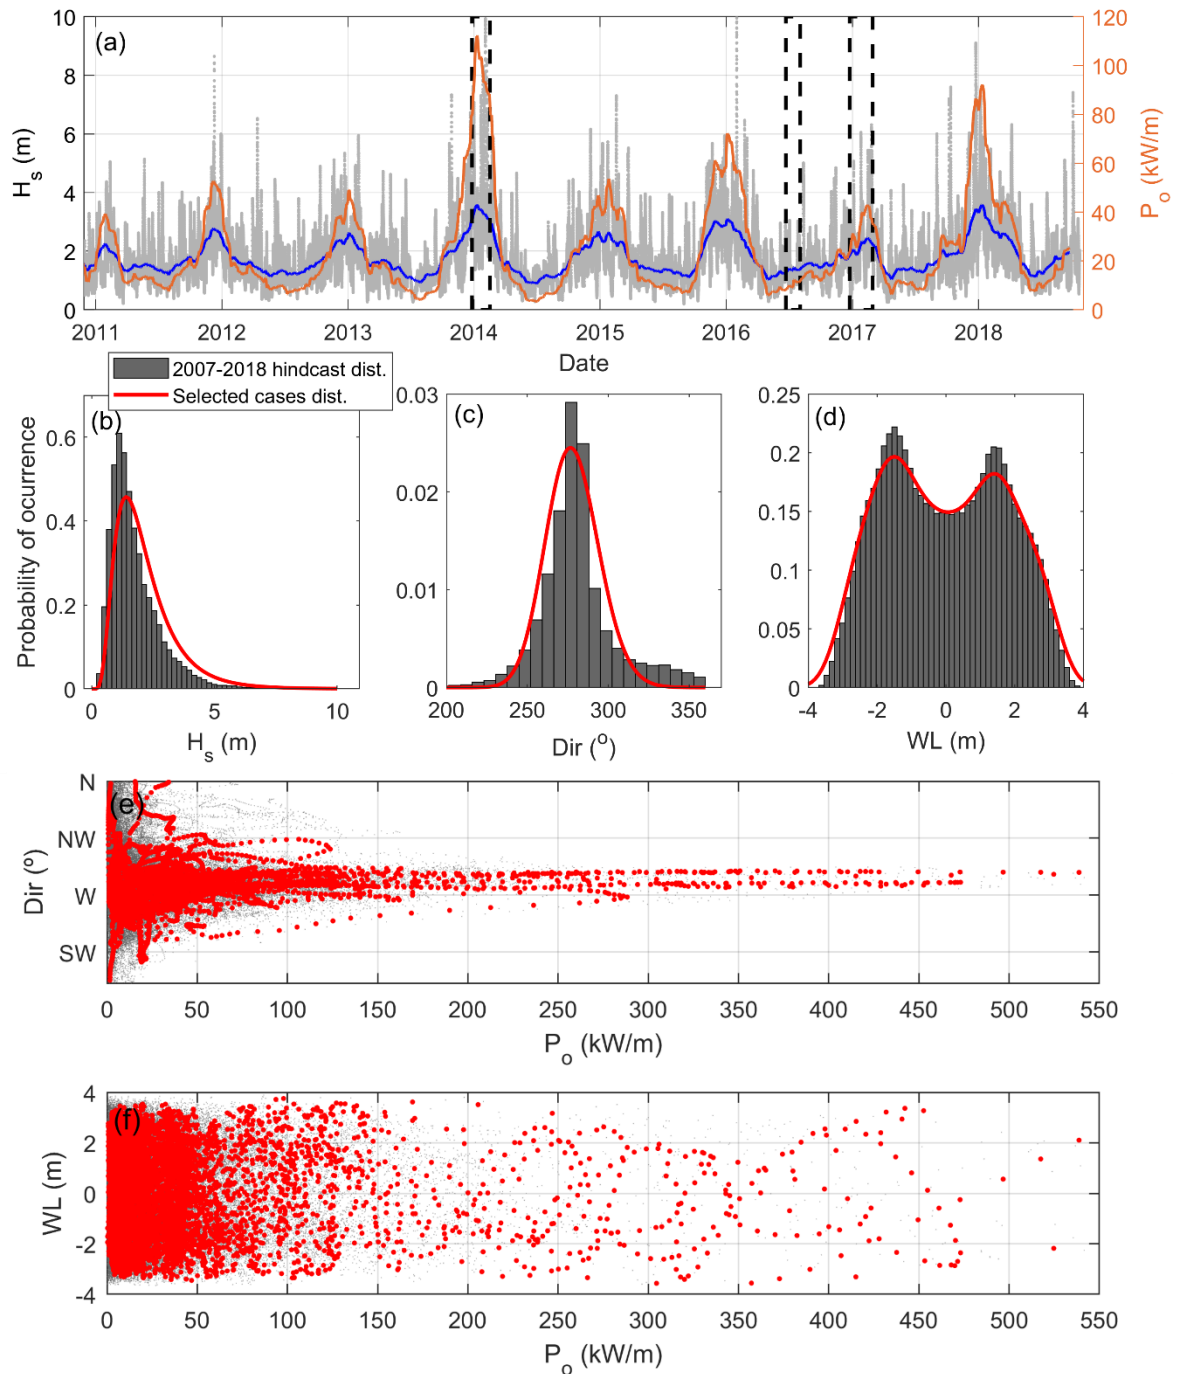 (a)
10
8
6
4
2
0
H_s (m)
120
100
80
60
40
20
0
P_o (kW/m)
2011 2012 2013 2014 2015 2016 2017 2018
Date
2007-2018 hindcast dist.
Selected cases dist.
(b)
0.6
0.4
0.2
0
Probability of ocurrence
0 5 10
H_s (m)
(c)
0.03
0.02
0.01
0
200 250 300 350
Dir (o)
(d)
0.25
0.2
0.15
0.1
0.05
0
-4 -2 0 2 4
WL (m)
(e)
N
NW
W
SW
Dir (º)
0 50 100 150 200 250 300 350 400 450 500 550
P_o (kW/m)
(f)
4
2
0
-2
-4
WL (m)
0 50 100 150 200 250 300 350 400 450 500 550
P_o (kW/m)